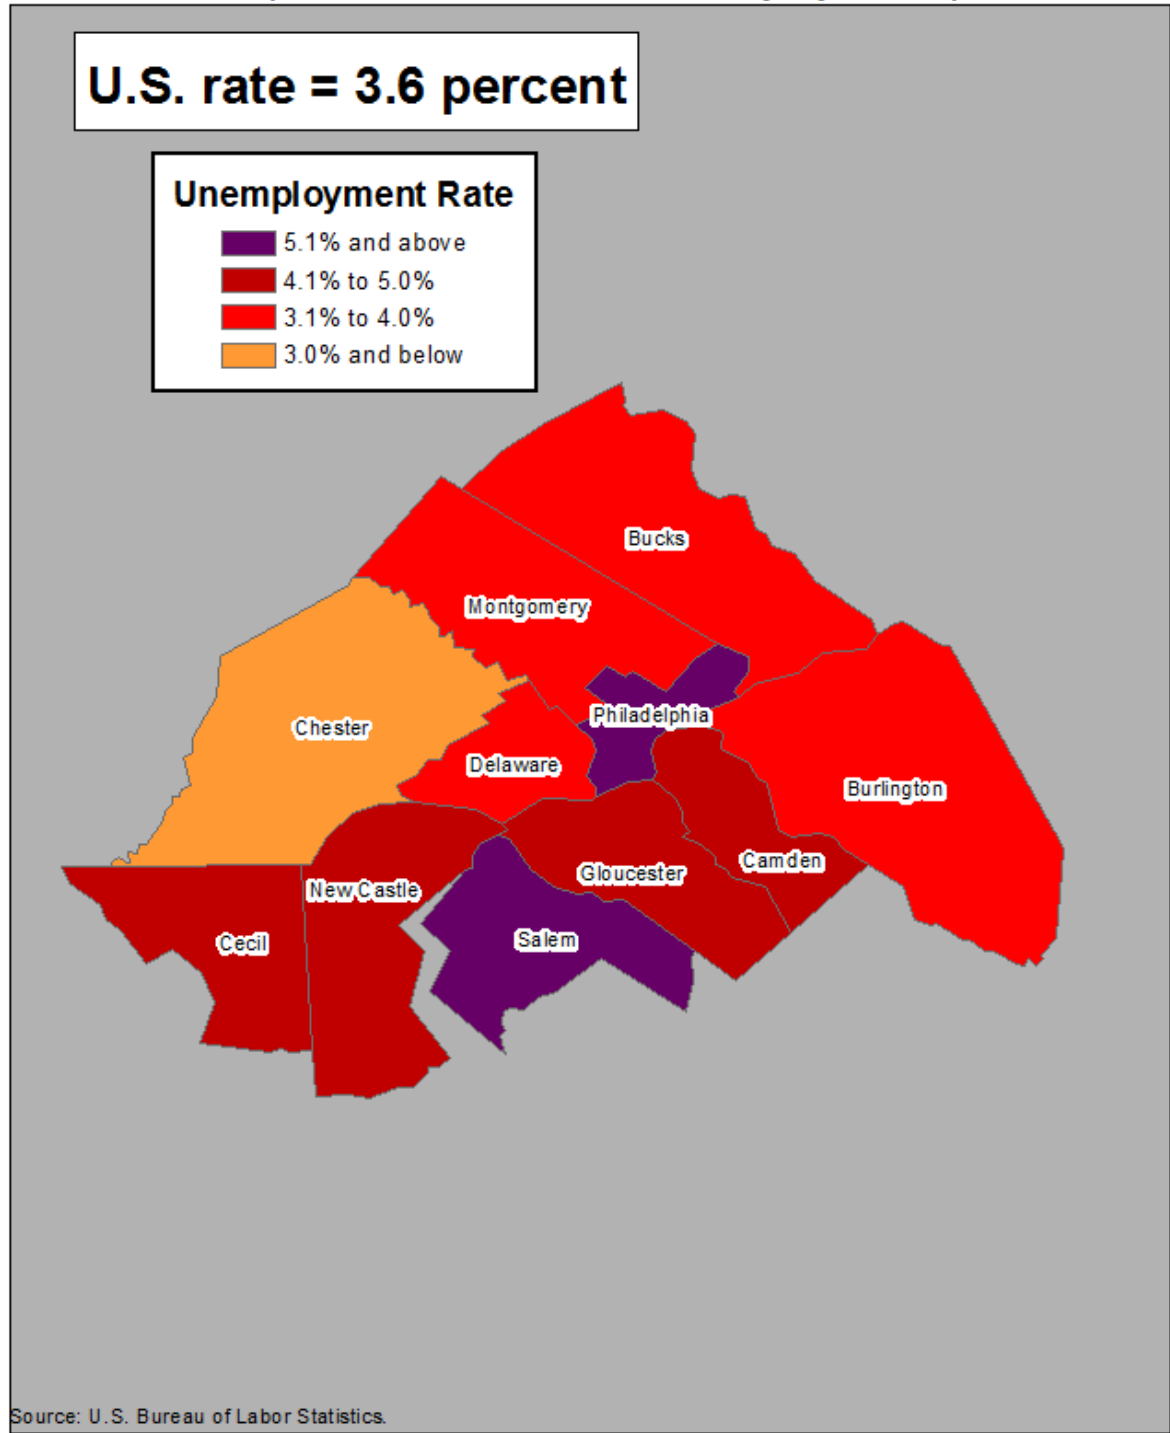 U.S. rate = 3.6 percent
Unemployment Rate
5.1% and above
4.1% to 5.0%
3.1% to 4.0%
3.0% and below
Bucks
Montgomery
Philadelphia
Chester
Delaware
Burlington
Camden
Gloucester
New Castle
Salem
Cecil
Source: U.S. Bureau of Labor Statistics.